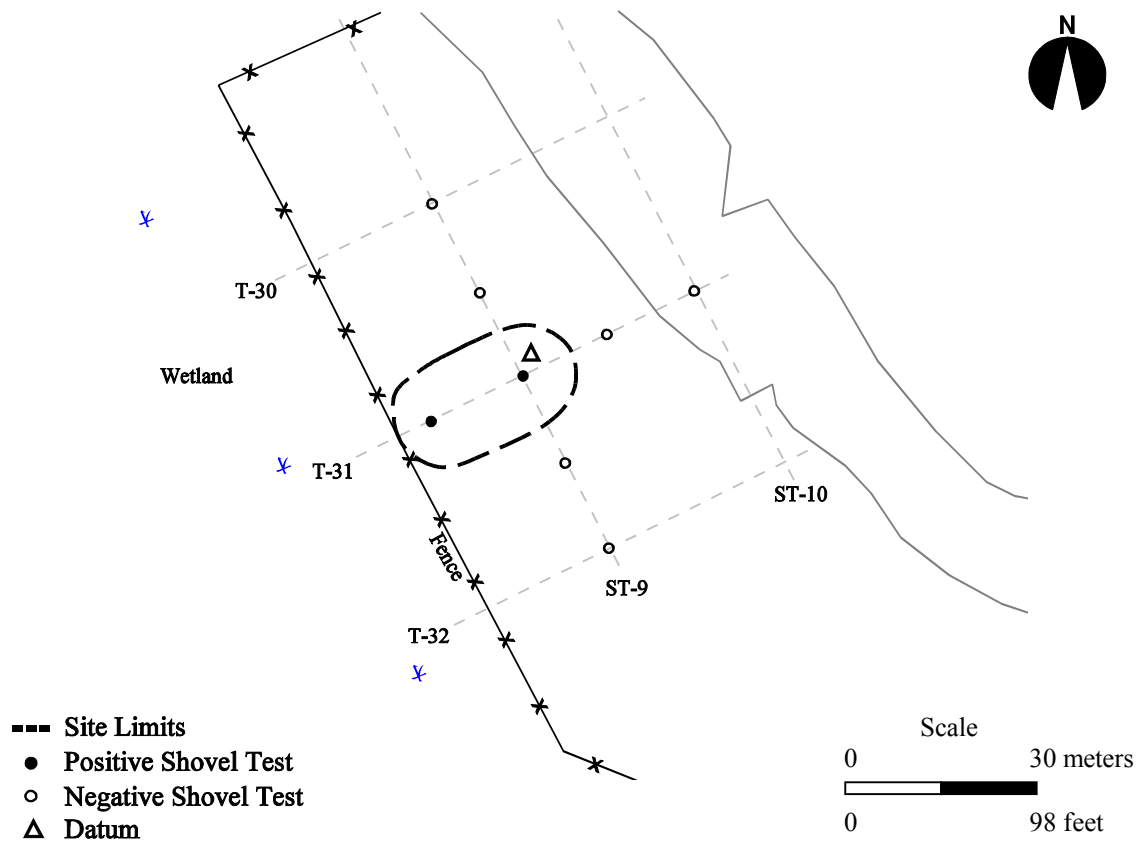 N
T-30
Wetland
T-31
ST-10
Fence
ST-9
T-32
Site Limits
Positive Shovel Test
Negative Shovel Test
Datum
Scale
0 30 meters
0 98 feet